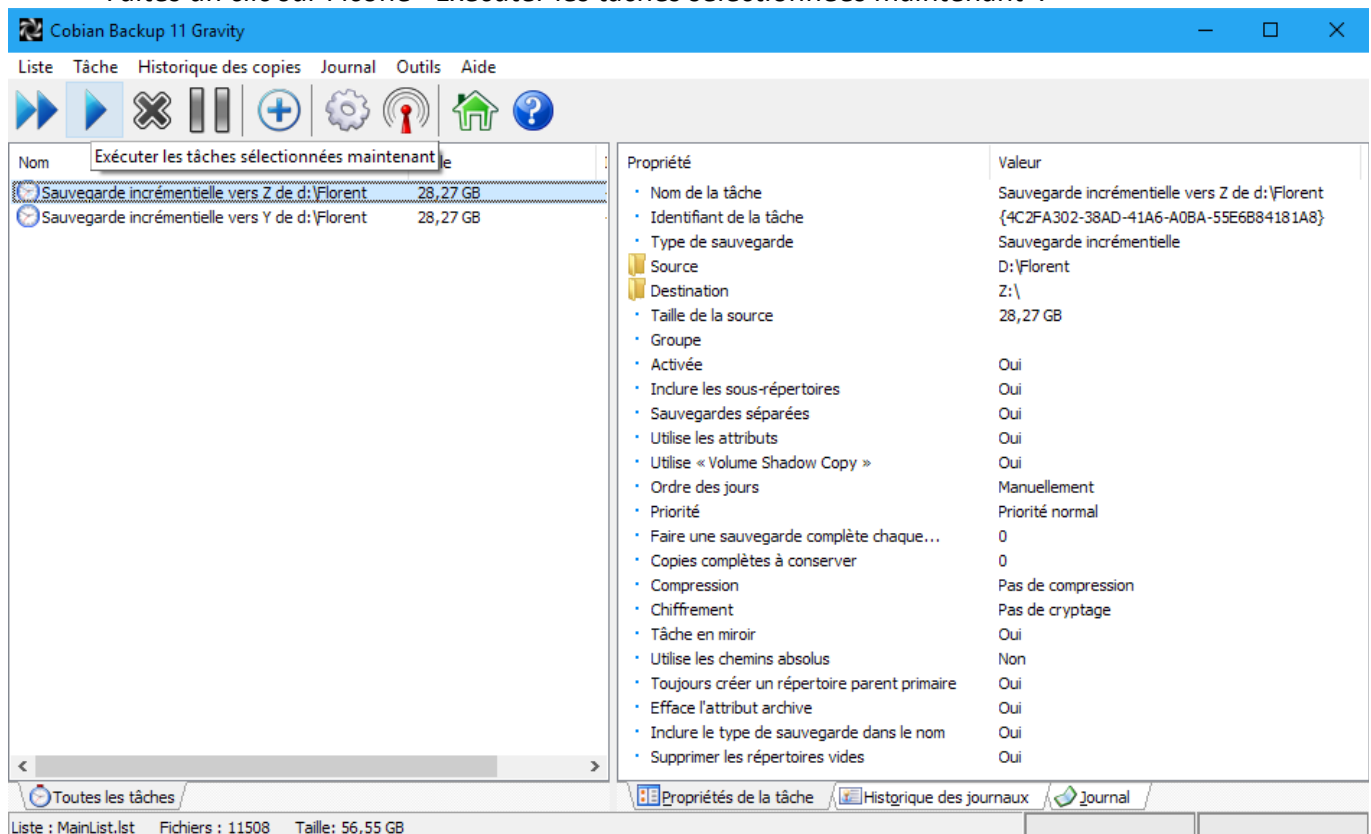 Cobian Backup 11 Gravity
Liste Tâche Historique des copies Journal Outils Aide
Exécuter les tâches sélectionnées maintenant
Nom
Sauvegarde incrémentielle vers Z de d:\Florent 28,27 GB
Sauvegarde incrémentielle vers Y de d:\Florent 28,27 GB
Toutes les tâches
Propriété Valeur
Nom de la tâche Sauvegarde incrémentielle vers Z de d:\Florent
Identifiant de la tâche {4C2FA302-38AD-41A6-A0BA-55E6B84181A8}
Type de sauvegarde Sauvegarde incrémentielle
Source D:\Florent
Destination Z:\
Taille de la source 28,27 GB
Groupe
Activée Oui
Inclure les sous-répertoires Oui
Sauvegardes séparées Oui
Utilise les attributs Oui
Utilise « Volume Shadow Copy » Oui
Ordre des jours Manuellement
Priorité Priorité normal
Faire une sauvegarde complète chaque... 0
Copies complètes à conserver 0
Compression Pas de compression
Chiffrement Pas de cryptage
Tâche en miroir Oui
Utilise les chemins absolus Non
Toujours créer un répertoire parent primaire Oui
Efface l'attribut archive Oui
Inclure le type de sauvegarde dans le nom Oui
Supprimer les répertoires vides Oui
Propriétés de la tâche Historique des journaux Journal
Liste : MainList.lst Fichiers : 11508 Taille: 56,55 GB